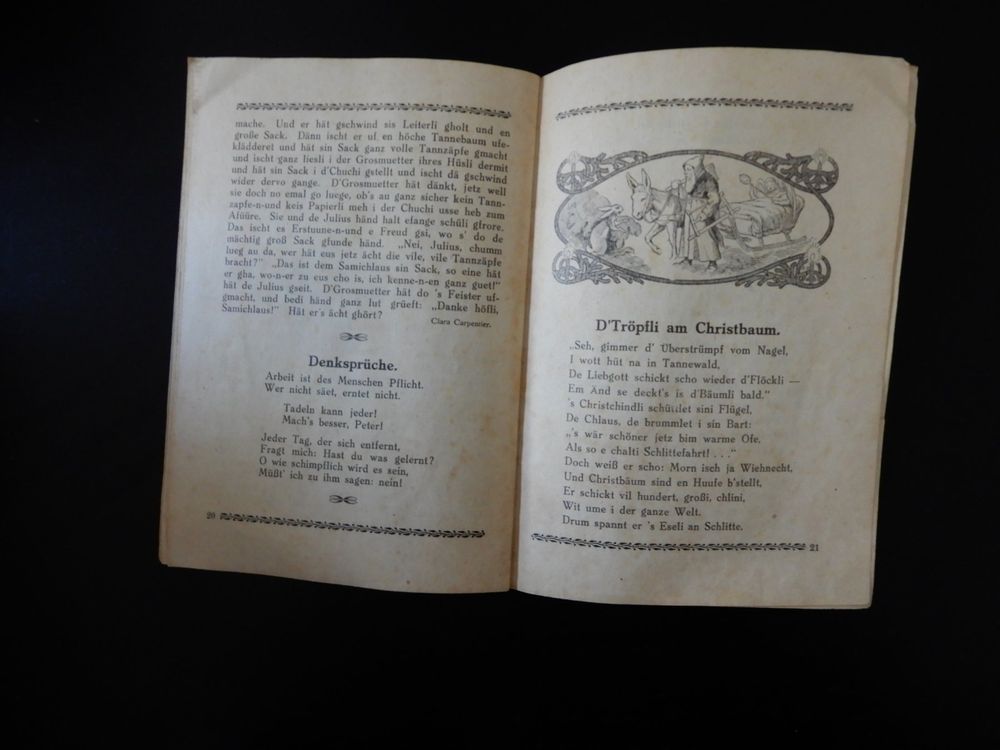 mache. Und er hät gschwind sis Leiterli gholt und en
große Sack. Dänn ischt er uf en höche Tannebaum ufe-
klädderet und hät sin Sack ganz volle Tannzäpfe gmacht
und ischt ganz liesli i der Grosmuetter ihres Hüsli dermit
und hät sin Sack i d'Chuchi gstellt und ischt dä gschwind
wider dervo gange. D'Grosmuetter hät dänkt, jetz well
sie doch no emal go luege, ob's au ganz sicher kein Tann-
zapfe-n-und keis Papierli meh i der Chuchi usse heb zum
Afüüre. Sie und de Julius händ halt efange schüli gfrore.
Das ischt es Erstuune-n-und e Freud gsi, wo s' do de
mächtig groß Sack gfunde händ. „Nei, Julius, chumm
lueg au da, wer hät eus jetz ächt die vile, vile Tannzäpfe
bracht?" „Das ist dem Samichlaus sin Sack, so eine hät
er gha, wo-n-er zu eus cho is, ich kenne-n-en ganz guet!"
hät de Julius gseit. D'Grosmuetter hät do 's Feister uf-
gmacht, und bedi händ ganz lut grüeft: „Danke höfli,
Samichlaus!" Hät er's ächt ghört?
Clara Carpentier.
Denksprüche.
Arbeit ist des Menschen Pflicht.
Wer nicht säet, erntet nicht.
Tadeln kann jeder!
Mach's besser, Peter!
Jeder Tag, der sich entfernt,
Fragt mich: Hast du was gelernt?
O wie schimpflich wird es sein,
Müßt' ich zu ihm sagen: nein!
20
D'Tröpfli am Christbaum.
„Seh, gimmer d' Überstrümpf vom Nagel,
I wott hüt na in Tannewald,
De Liebgott schickt scho wieder d'Flöckli —
Em Änd se deckt's is d'Bäumli bald."
's Christchindli schüttlet sini Flügel,
De Chlaus, de brummlet i sin Bart:
„'s wär schöner jetz bim warme Ofe,
Als so e chalti Schlittefahrt! . . ."
Doch weiß er scho: Morn isch ja Wiehnecht,
Und Christbäum sind en Huufe b'stellt,
Er schickt vil hundert, großi, chlini,
Wit ume i der ganze Welt.
Drum spannt er 's Eseli an Schlitte.
21